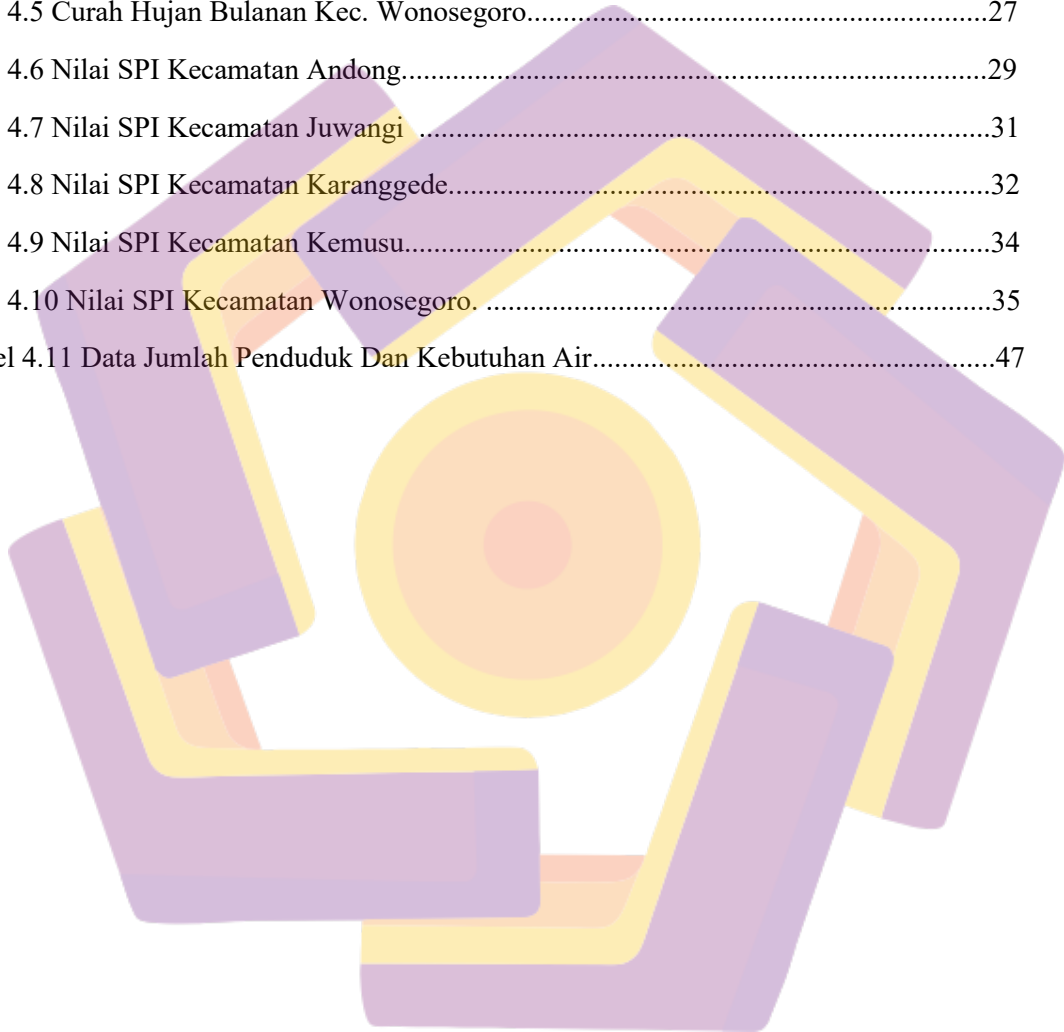 4.5 Curah Hujan Bulanan Kec. Wonosegoro.............................................................27
4.6 Nilai SPI Kecamatan Andong..............................................................................29
4.7 Nilai SPI Kecamatan Juwangi ............................................................................31
4.8 Nilai SPI Kecamatan Karanggede........................................................................32
4.9 Nilai SPI Kecamatan Kemusu..............................................................................34
4.10 Nilai SPI Kecamatan Wonosegoro. ...................................................................35
el 4.11 Data Jumlah Penduduk Dan Kebutuhan Air.....................................................47